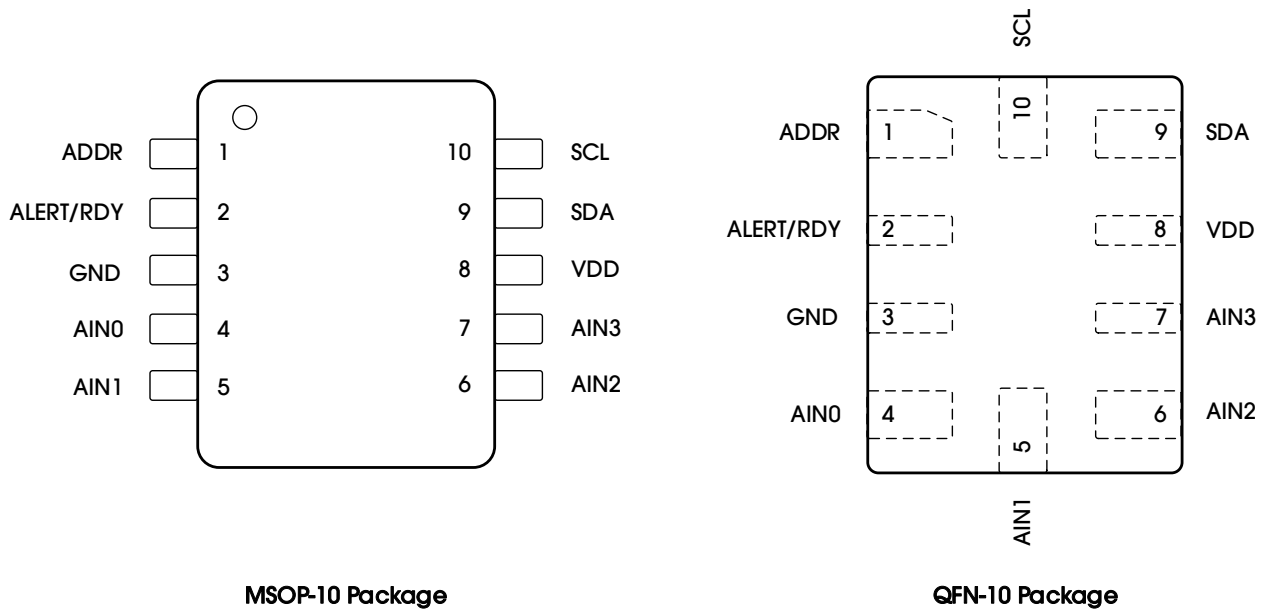 ADDR 1 10 SCL
ALERT/RDY 2 9 SDA
GND 3 8 VDD
AIN0 4 7 AIN3
AIN1 5 6 AIN2
MSOP-10 Package
SCL
10
ADDR 1 9 SDA
ALERT/RDY 2 8 VDD
GND 3 7 AIN3
AIN0 4 6 AIN2
5
AIN1
QFN-10 Package